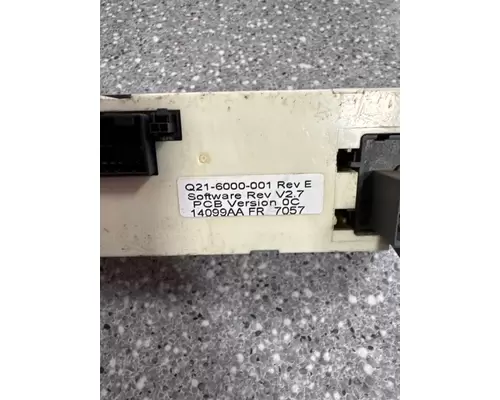 Q21-6000-001 Rev E
Software Rev V2.7
PCB Version 0C
14099AA FR 7057